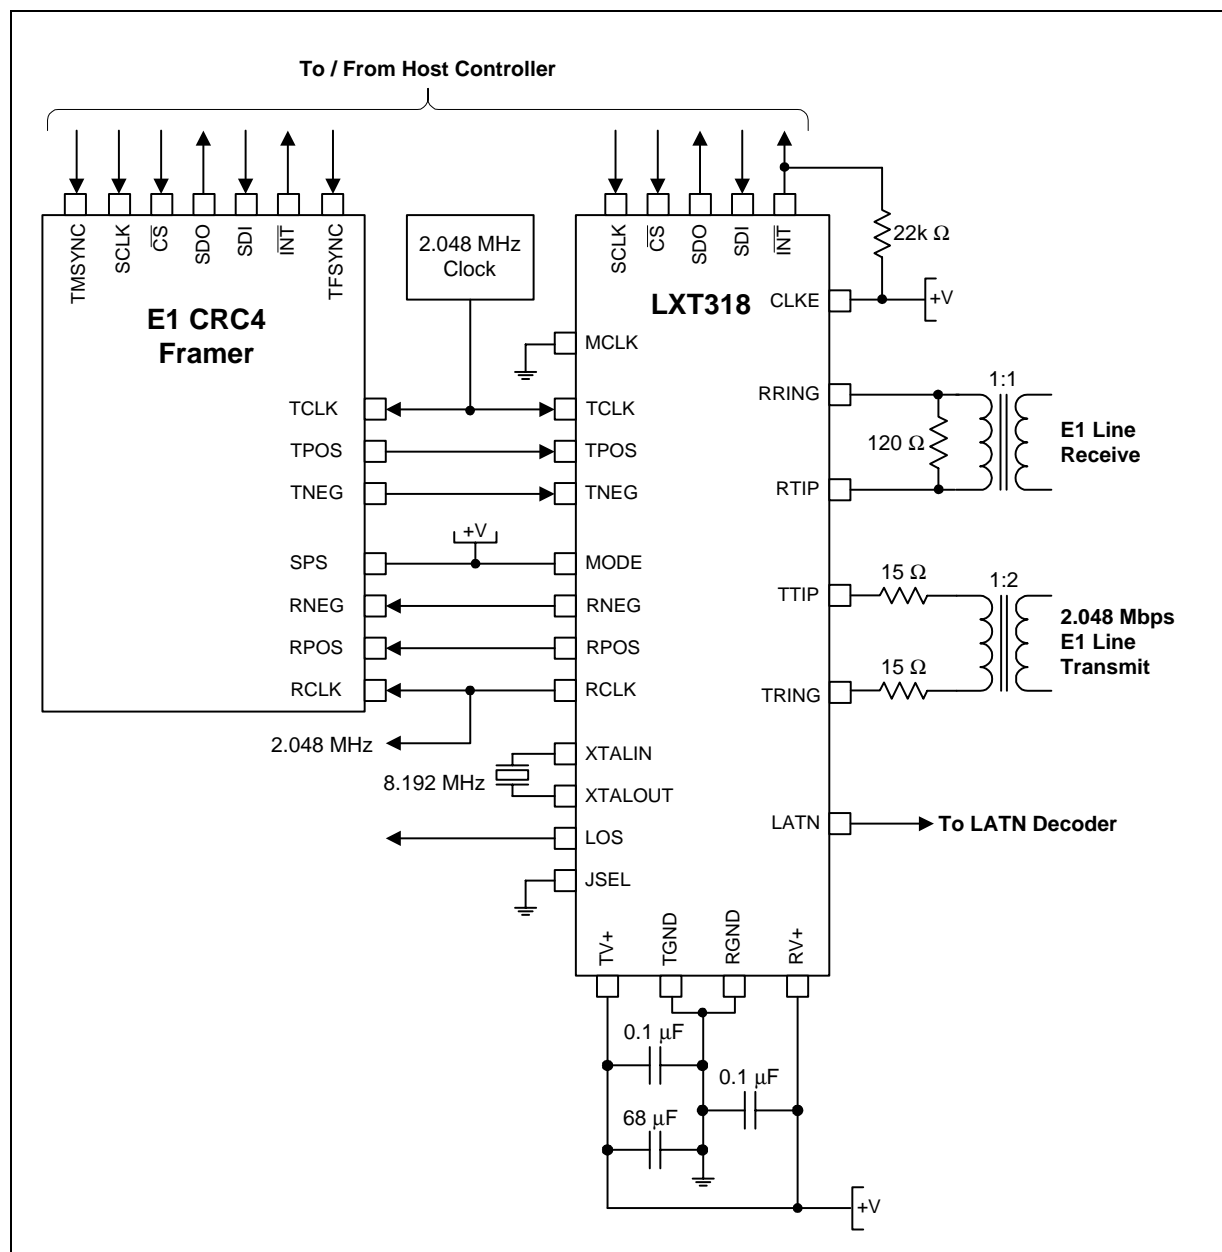 To / From Host Controller
TMSYNC
SCLK
CS
SDO
SDI
INT
TFSYNC
SCLK
CS
SDO
SDI
INT
2.048 MHz
Clock
22k Ω
E1 CRC4
Framer
LXT318
CLKE
+V
MCLK
TCLK
TCLK
TPOS
TPOS
TNEG
TNEG
RRING
1:1
120 Ω
E1 Line
Receive
RTIP
+V
SPS
MODE
RNEG
RNEG
RPOS
RPOS
RCLK
RCLK
TTIP
15 Ω
1:2
2.048 Mbps
E1 Line
Transmit
15 Ω
TRING
2.048 MHz
XTALIN
8.192 MHz
XTALOUT
LOS
LATN
To LATN Decoder
JSEL
TV+
TGND
RGND
RV+
0.1 μF
0.1 μF
68 μF
+V